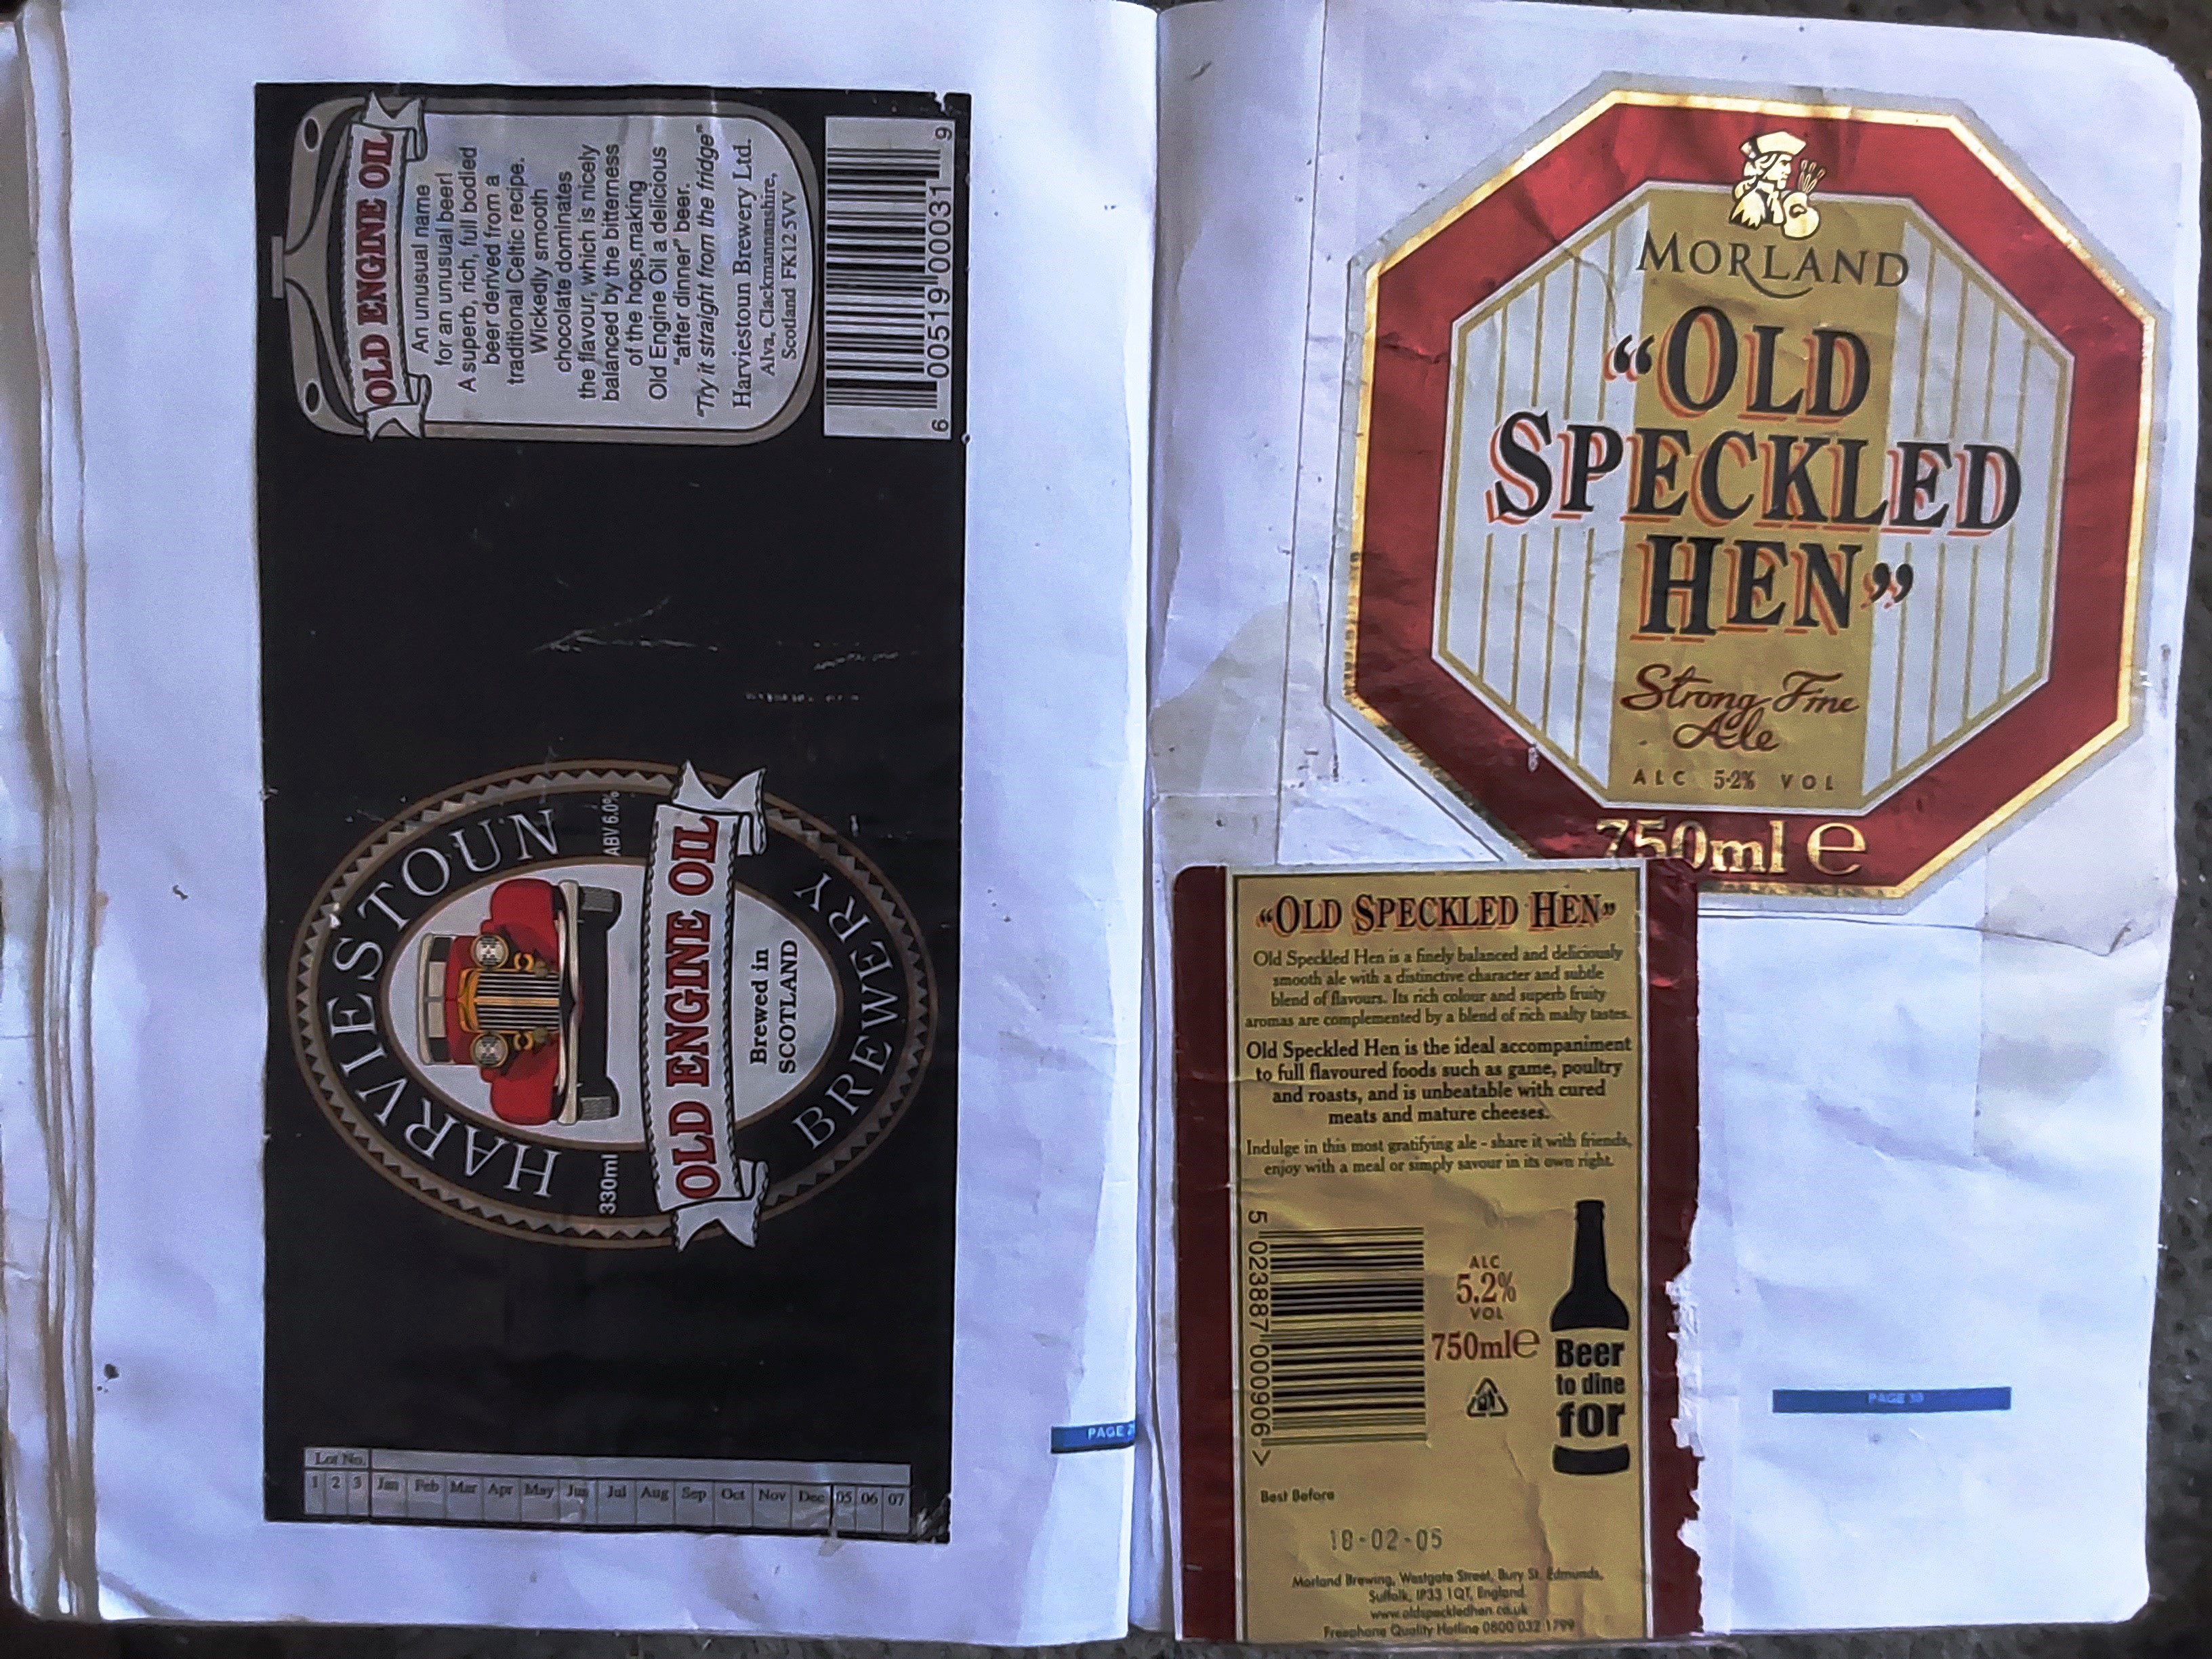 OLD ENGINE OIL
An unusual name
for an unusual beer!
A superb, rich, full bodied
beer derived from a
traditional Celtic recipe.
Wickedly smooth
chocolate dominates
the flavour, which is nicely
balanced by the bitterness
of the hops,making
Old Engine Oil a delicious
"after dinner" beer.
"Try it straight from the fridge"
Harviestoun Brewery Ltd.
Alva, Clackmannanshire,
Scotland FK12 5VV
6 00519 00031 9
HARVIESTOUN
330ml
ABV 6.0%
OLD ENGINE OIL
Brewed in
SCOTLAND
BREWERY
Lot No.
1 2 3 Jan Feb Mar Apr May Jun Jul Aug Sep Oct Nov Dec 05 06 07
PAGE
MORLAND
“OLD
SPECKLED
HEN”
Strong Fine
Ale
ALC 5·2% VOL
750ml e
“OLD SPECKLED HEN”
Old Speckled Hen is a finely balanced and deliciously
smooth ale with a distinctive character and subtle
blend of flavours. Its rich colour and superb fruity
aromas are complemented by a blend of rich malty tastes.
Old Speckled Hen is the ideal accompaniment
to full flavoured foods such as game, poultry
and roasts, and is unbeatable with cured
meats and mature cheeses.
Indulge in this most gratifying ale - share it with friends,
enjoy with a meal or simply savour in its own right.
5 023887 000906 >
ALC
5.2%
VOL
750ml e
Beer
to dine
for
Best Before
18-02-05
Morland Brewing, Westgate Street, Bury St. Edmunds,
Suffolk, IP33 1QT, England.
www.oldspeckledhen.co.uk
Freephone Quality Hotline 0800 032 1799
PAGE 30